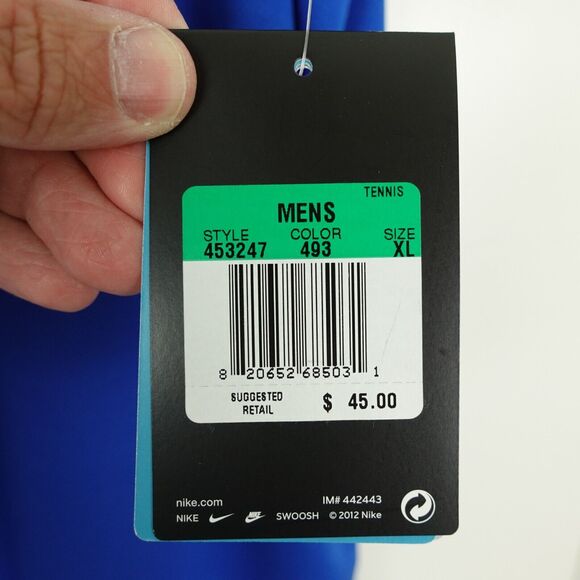 TENNIS
MENS
STYLE COLOR SIZE
453247 493 XL
8 20652 68503 1
SUGGESTED
RETAIL $ 45.00
nike.com IM# 442443
NIKE NIKE SWOOSH © 2012 Nike